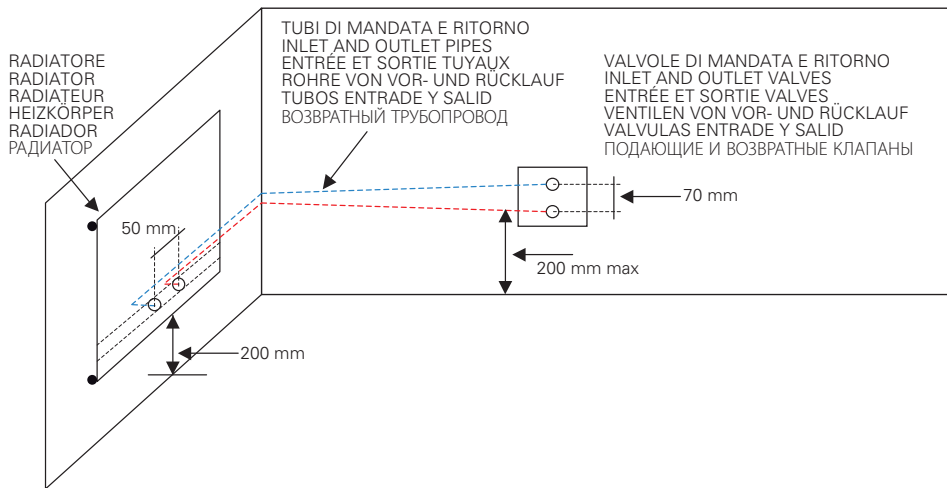 RADIATORE
RADIATOR
RADIATEUR
HEIZKÖRPER
RADIADOR
РАДИАТОР
TUBI DI MANDATA E RITORNO
INLET AND OUTLET PIPES
ENTRÉE ET SORTIE TUYAUX
ROHRE VON VOR- UND RÜCKLAUF
TUBOS ENTRADE Y SALID
ВОЗВРАТНЫЙ ТРУБОПРОВОД
VALVOLE DI MANDATA E RITORNO
INLET AND OUTLET VALVES
ENTRÉE ET SORTIE VALVES
VENTILEN VON VOR- UND RÜCKLAUF
VALVULAS ENTRADE Y SALID
ПОДАЮЩИЕ И ВОЗВРАТНЫЕ КЛАПАНЫ
70 mm
50 mm
200 mm max
200 mm